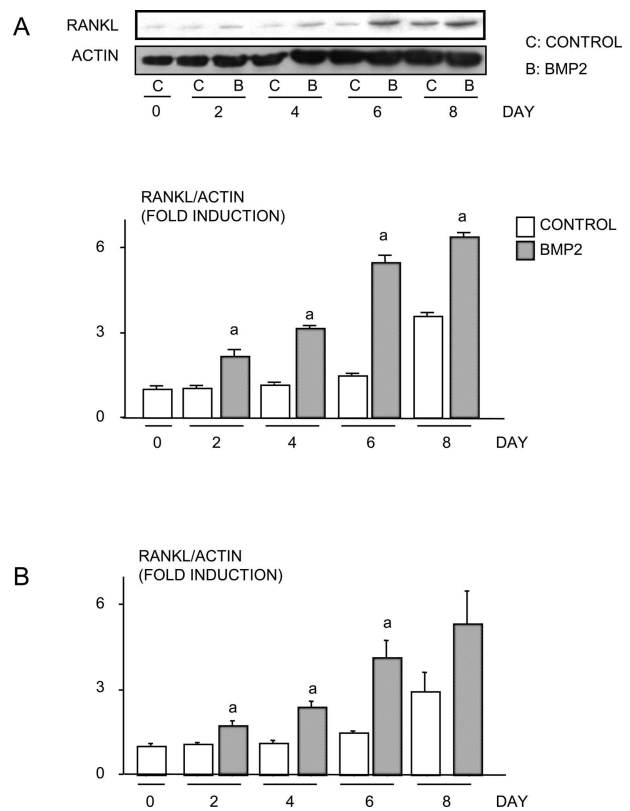 A
RANKL
ACTIN
C C B C B C B C B
0 2 4 6 8 DAY
C: CONTROL
B: BMP2
RANKL/ACTIN
(FOLD INDUCTION)
6
3
0
a a a a
0 2 4 6 8 DAY
CONTROL
BMP2
B
RANKL/ACTIN
(FOLD INDUCTION)
6
3
0
a a a
0 2 4 6 8 DAY